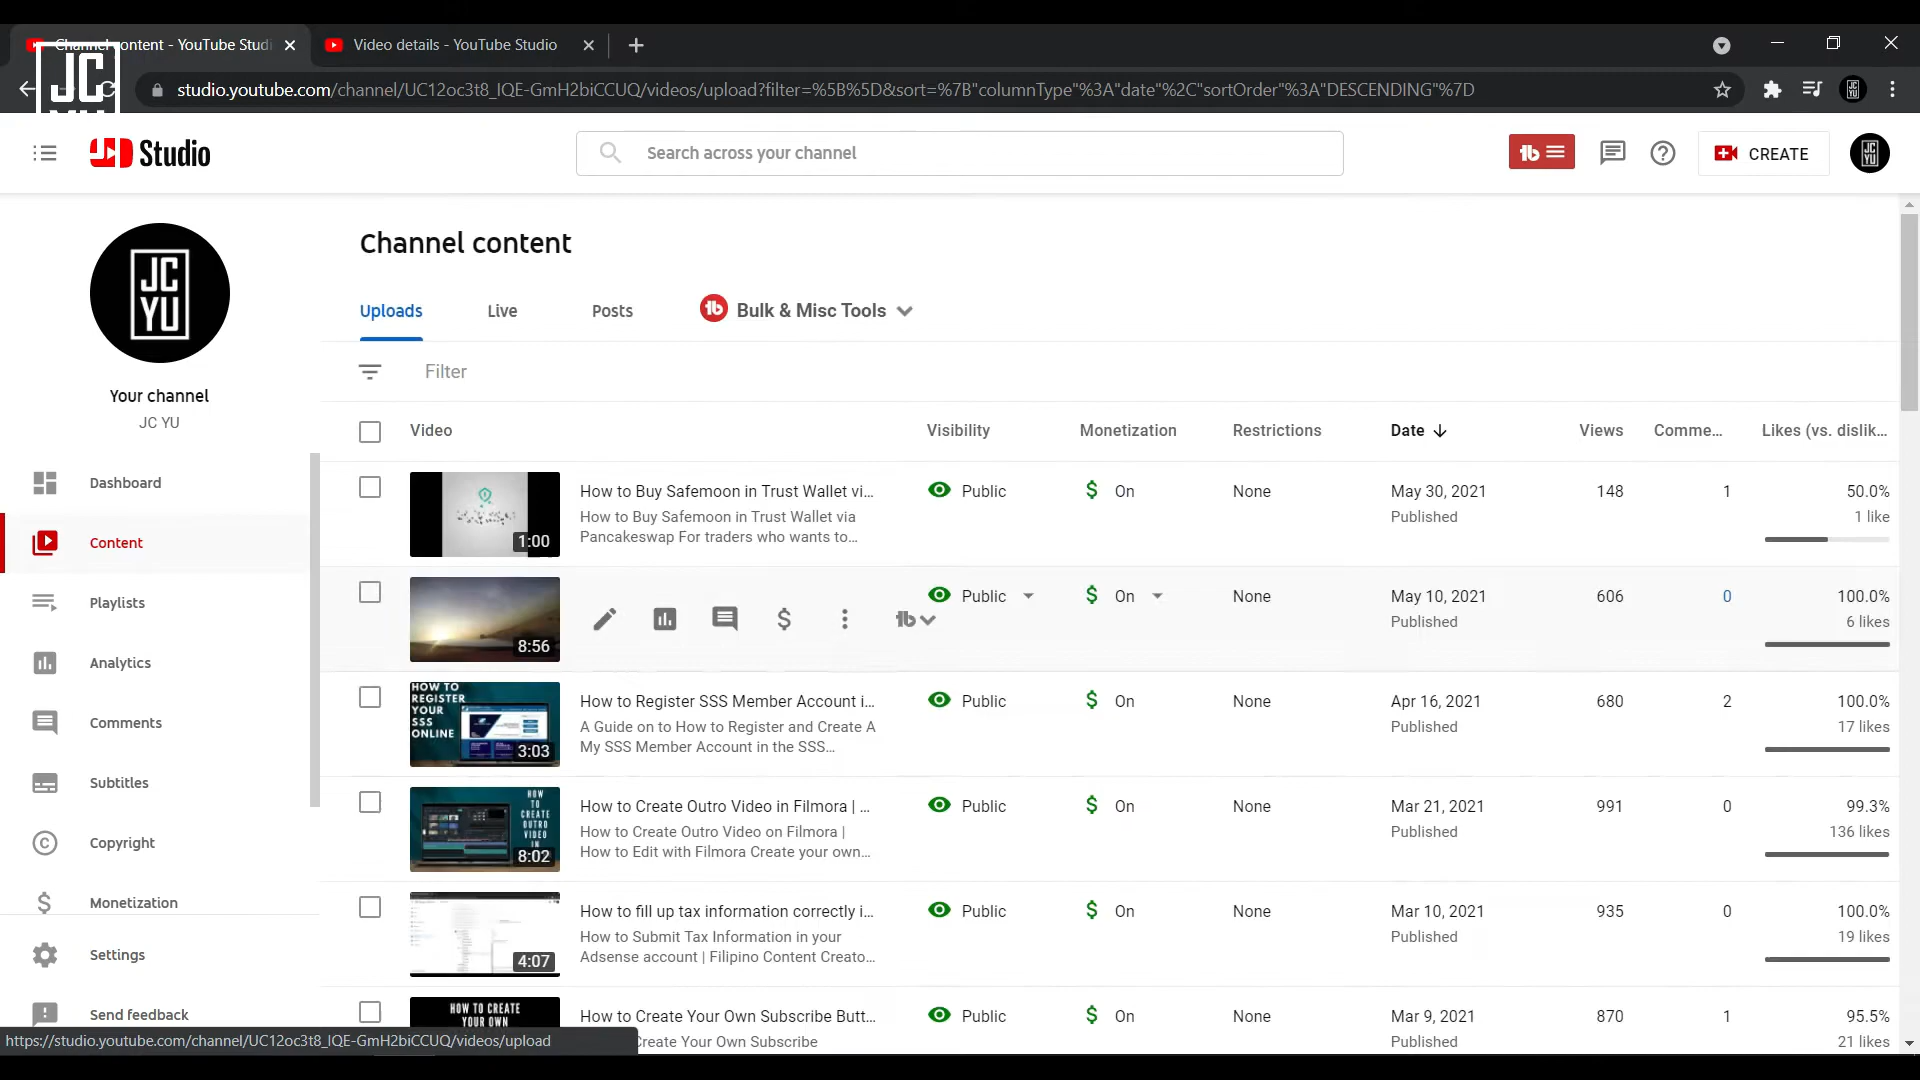 Channel content - YouTube Studi
Video details - YouTube Studio
JC
studio.youtube.com/channel/UC12oc3t8_IQE-GmH2biCCUQ/videos/upload?filter=%5B%5D&sort=%7B"columnType"%3A"date"%2C"sortOrder"%3A"DESCENDING"%7D
Studio
Search across your channel
CREATE
JC
YU
Channel content
JC
YU
Uploads
Live
Posts
Bulk & Misc Tools
Filter
Your channel
JC YU
Video
Visibility
Monetization
Restrictions
Date
Views
Comme...
Likes (vs. dislik...
Dashboard
Content
Playlists
Analytics
Comments
Subtitles
Copyright
Monetization
Settings
Send feedback
1:00
How to Buy Safemoon in Trust Wallet vi...
How to Buy Safemoon in Trust Wallet via
Pancakeswap For traders who wants to...
Public
On
None
May 30, 2021
Published
148
1
50.0%
1 like
8:56
Public
On
None
May 10, 2021
Published
606
0
100.0%
6 likes
HOW TO
REGISTER
YOUR
SSS
ONLINE
3:03
How to Register SSS Member Account i...
A Guide on to How to Register and Create A
My SSS Member Account in the SSS...
Public
On
None
Apr 16, 2021
Published
680
2
100.0%
17 likes
HOW
TO
CREATE
OUTRO
VIDEO
IN
8:02
How to Create Outro Video in Filmora | ...
How to Create Outro Video on Filmora |
How to Edit with Filmora Create your own...
Public
On
None
Mar 21, 2021
Published
991
0
99.3%
136 likes
4:07
How to fill up tax information correctly i...
How to Submit Tax Information in your
Adsense account | Filipino Content Creato...
Public
On
None
Mar 10, 2021
Published
935
0
100.0%
19 likes
HOW TO CREATE
YOUR OWN
How to Create Your Own Subscribe Butt...
Create Your Own Subscribe
Public
On
None
Mar 9, 2021
Published
870
1
95.5%
21 likes
https://studio.youtube.com/channel/UC12oc3t8_IQE-GmH2biCCUQ/videos/upload